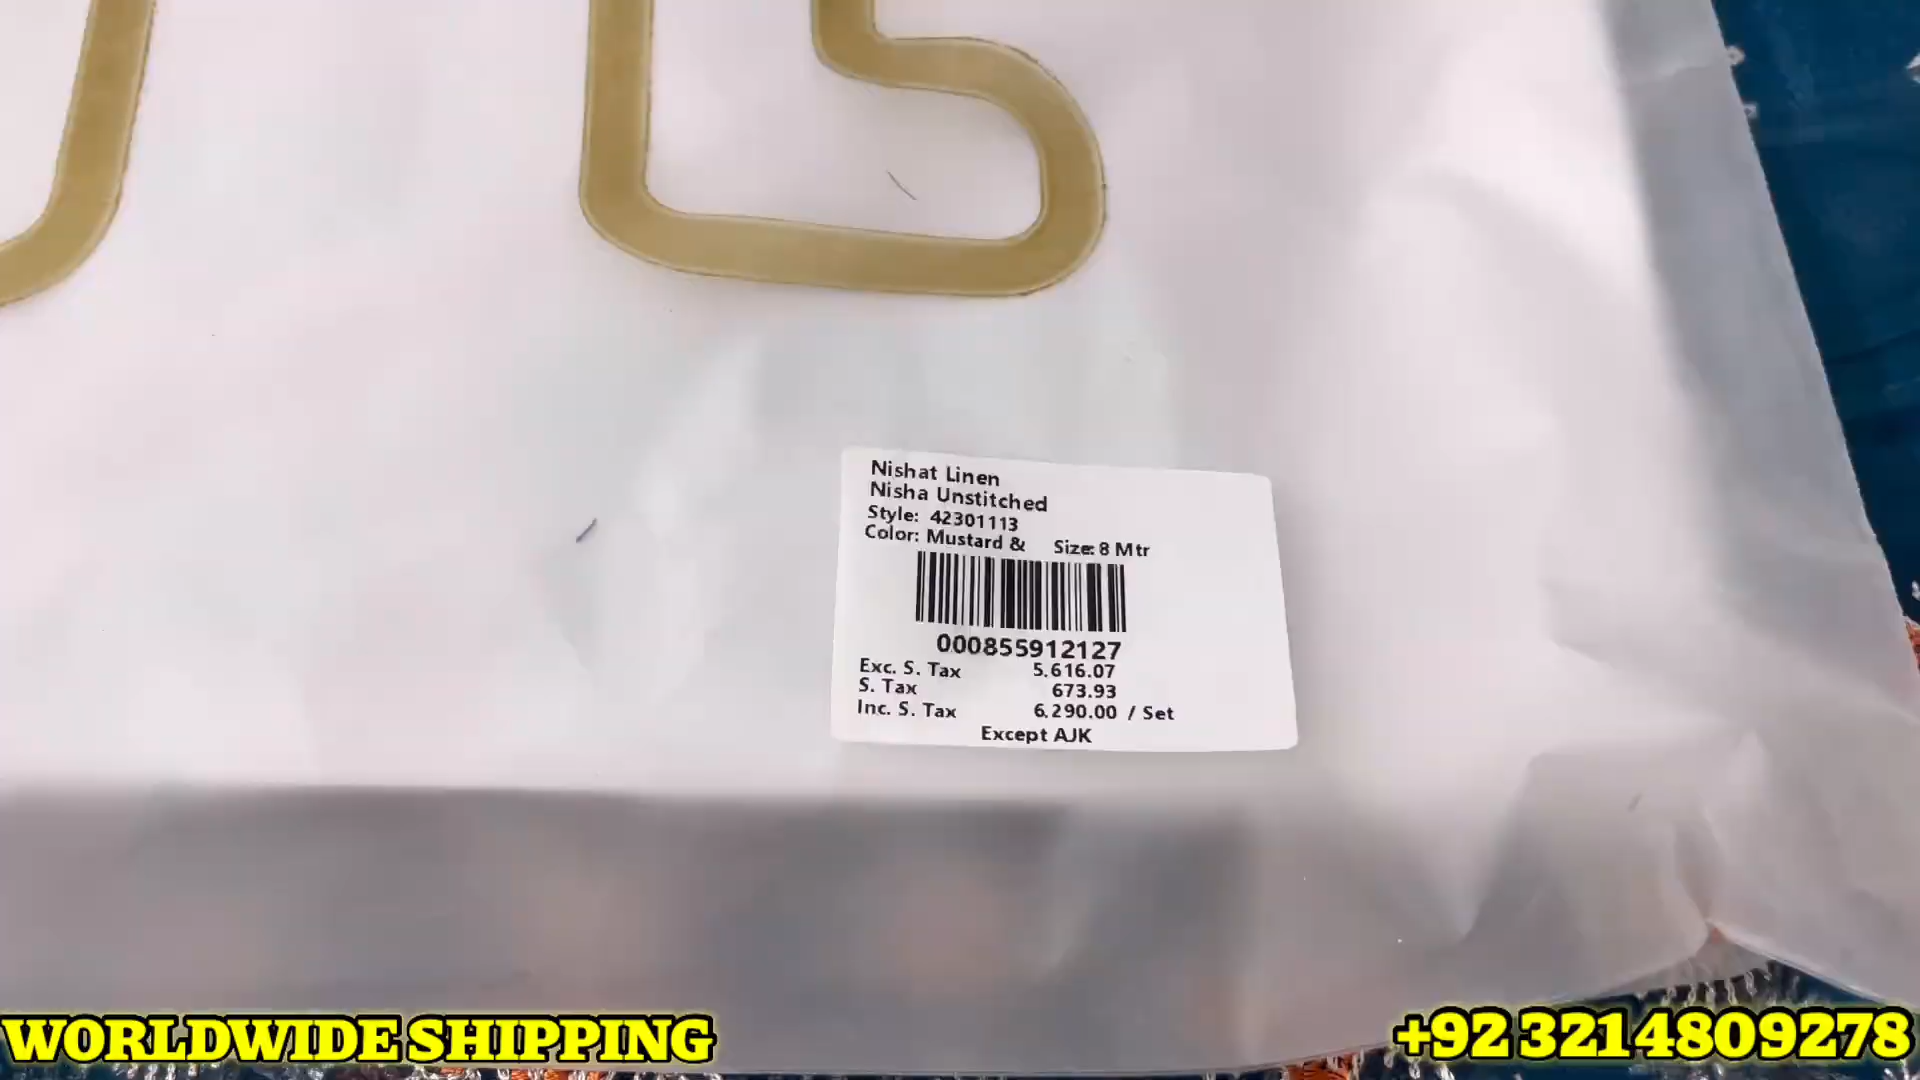 Nishat Linen
Nisha Unstitched
Style: 42301113
Color: Mustard & Size: 8 Mtr
000855912127
Exc. S. Tax 5,616.07
S. Tax 673.93
Inc. S. Tax 6,290.00 / Set
Except AJK
WORLDWIDE SHIPPING
+92 3214809278